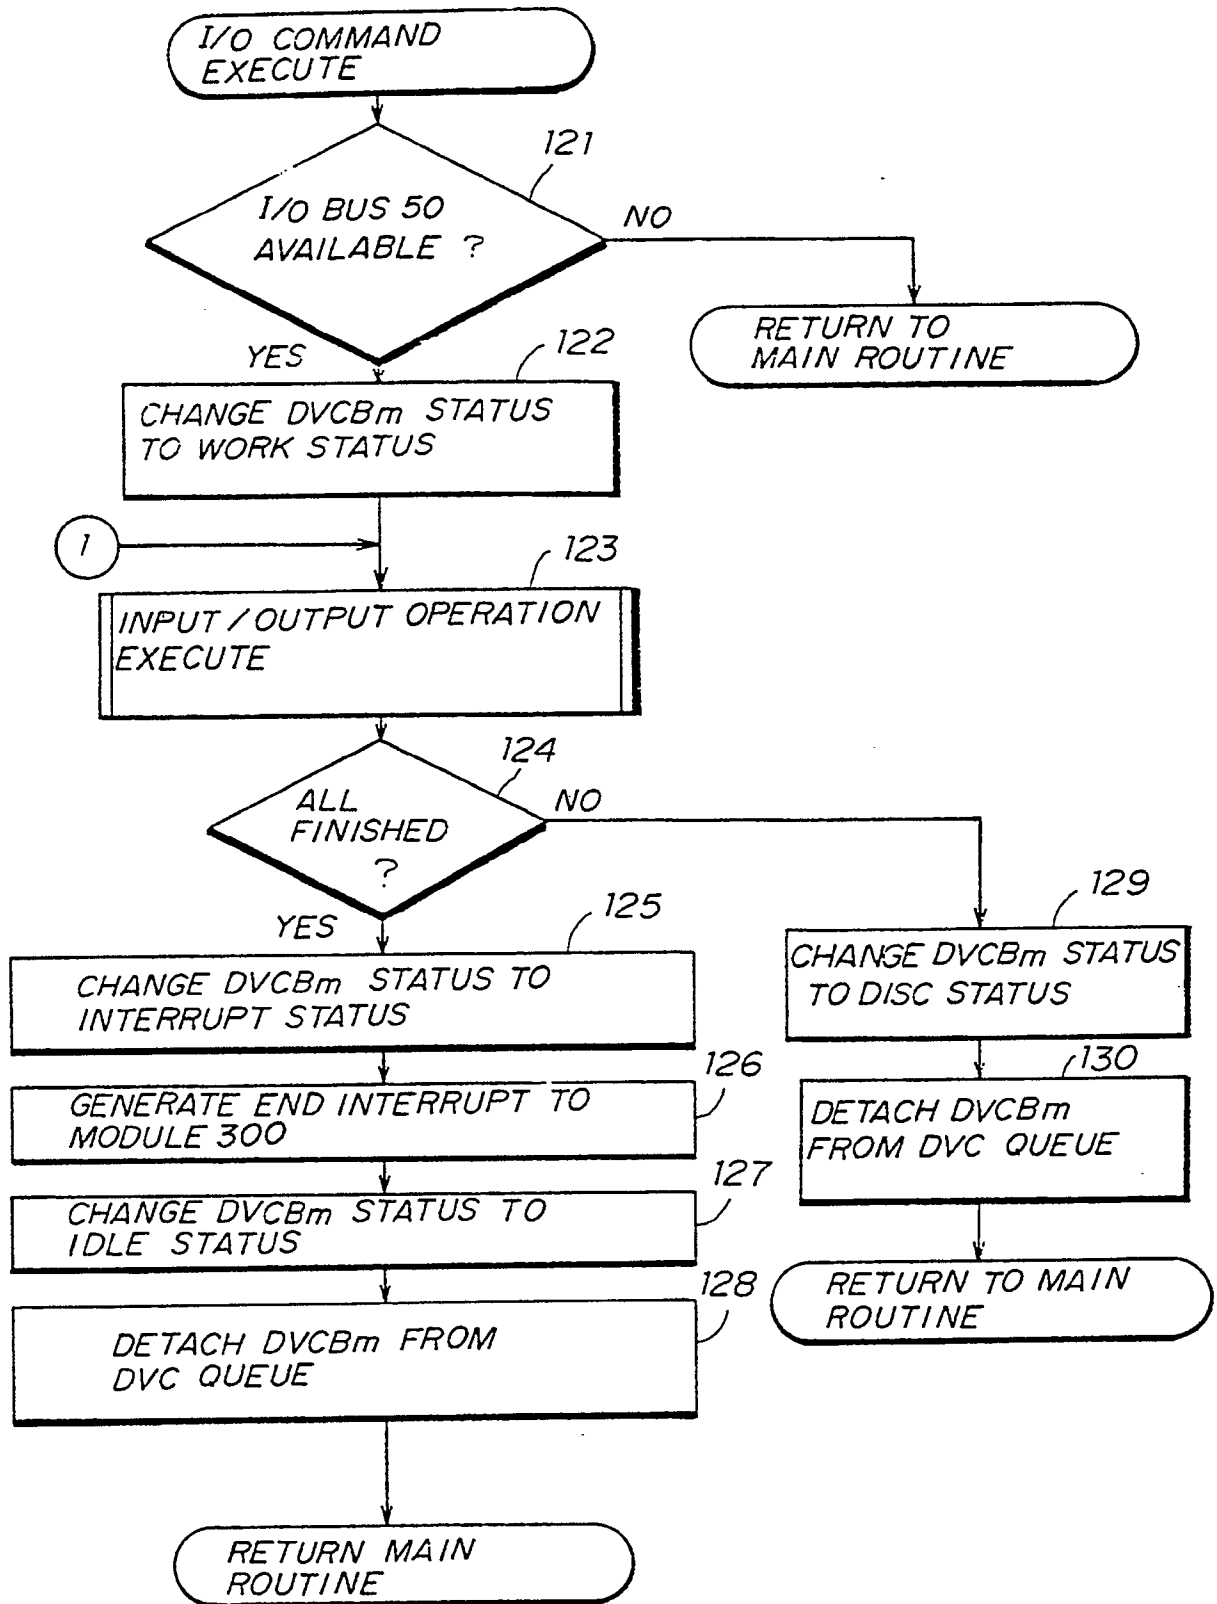 I/O COMMAND
EXECUTE
121
I/O BUS 50
AVAILABLE ?
NO
RETURN TO
MAIN ROUTINE
YES
122
CHANGE DVCBm STATUS
TO WORK STATUS
1
123
INPUT / OUTPUT OPERATION
EXECUTE
124
ALL
FINISHED
?
NO
YES
125
CHANGE DVCBm STATUS TO
INTERRUPT STATUS
126
GENERATE END INTERRUPT TO
MODULE 300
127
CHANGE DVCBm STATUS TO
IDLE STATUS
128
DETACH DVCBm FROM
DVC QUEUE
RETURN MAIN
ROUTINE
129
CHANGE DVCBm STATUS
TO DISC STATUS
130
DETACH DVCBm
FROM DVC QUEUE
RETURN TO MAIN
ROUTINE